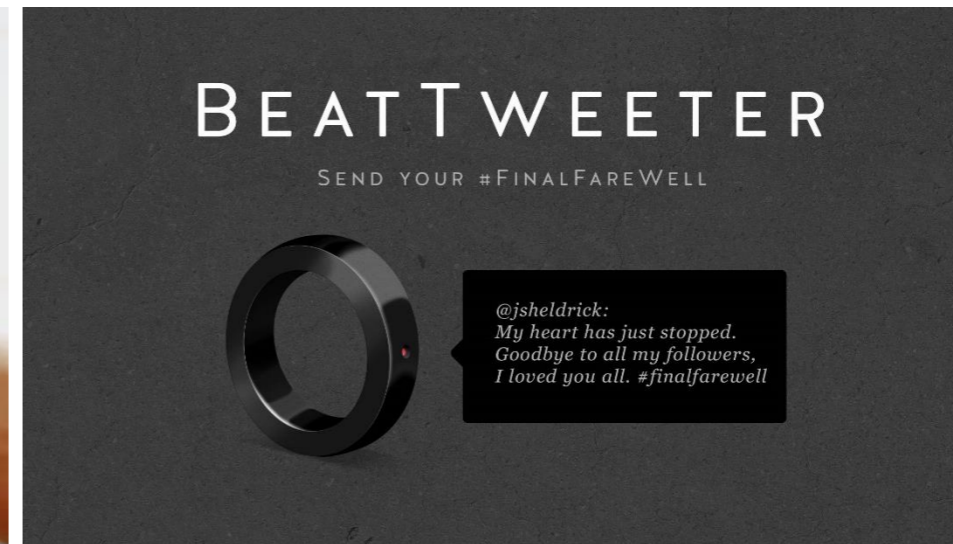 BEATTWEETER
SEND YOUR #FINALFAREWELL
@jsheldrick:
My heart has just stopped.
Goodbye to all my followers,
I loved you all. #finalfarewell